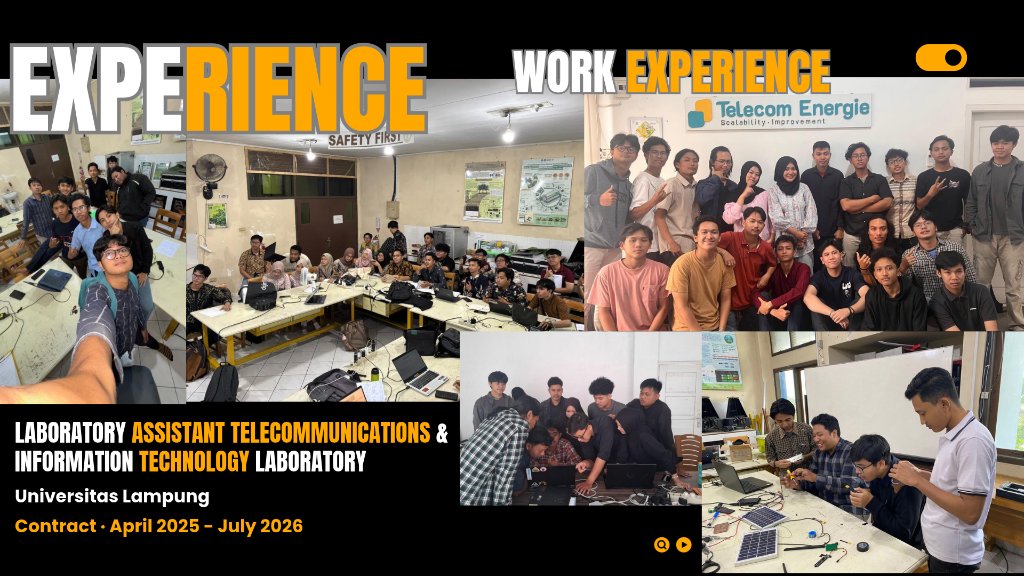 EXPERIENCE
WORK EXPERIENCE
Telecom Energie
Scalability · Improvement
SAFETY FIRST
LABORATORY ASSISTANT TELECOMMUNICATIONS &
INFORMATION TECHNOLOGY LABORATORY
Universitas Lampung
Contract · April 2025 – July 2026